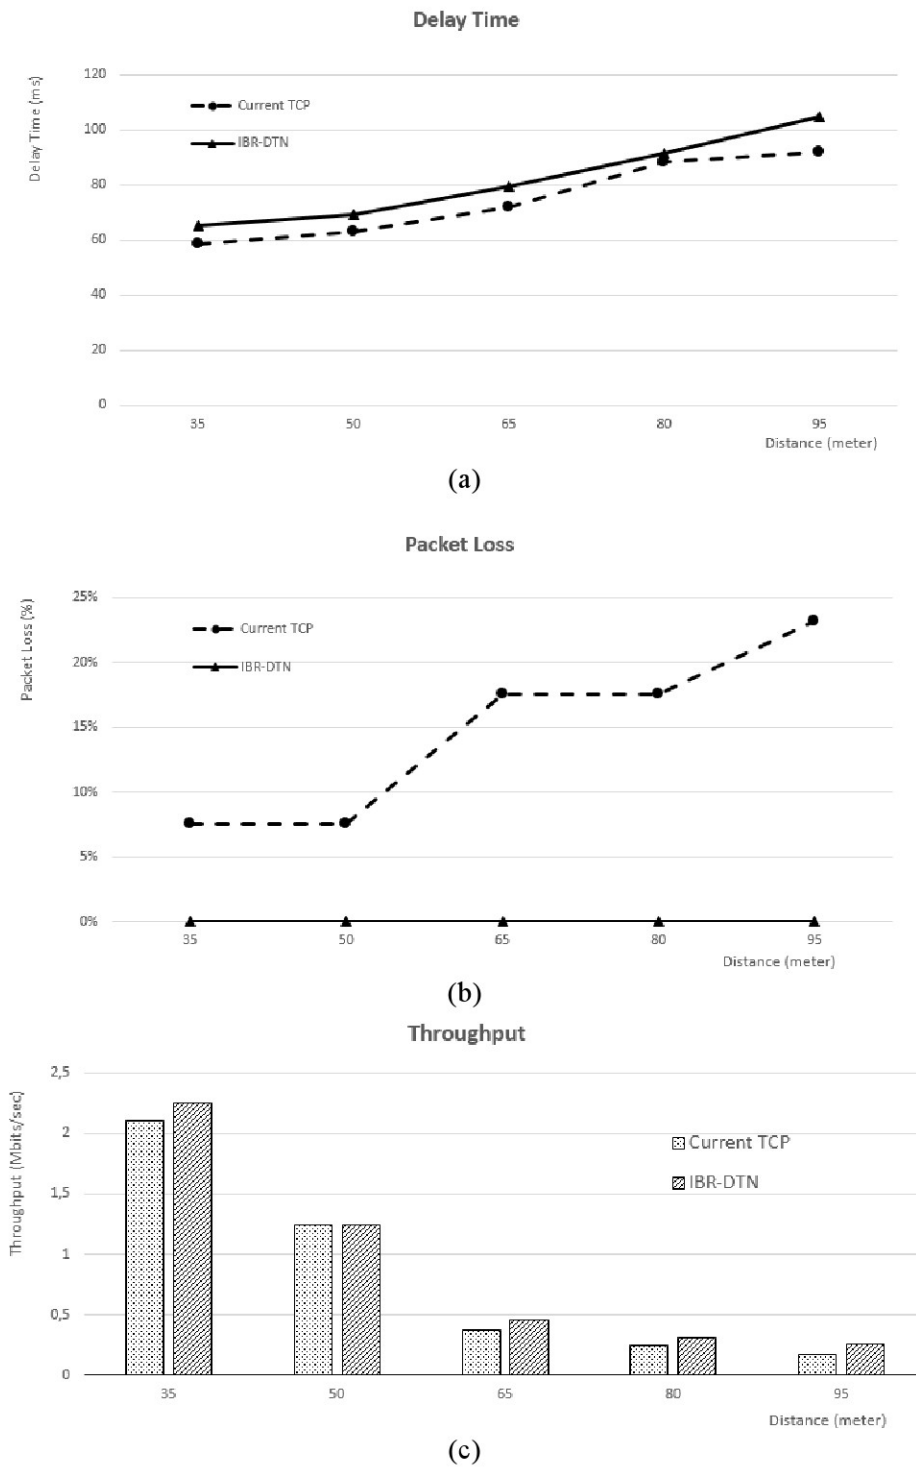 Delay Time
Delay Time (ms)
120
100
80
60
40
20
0
Current TCP
IBR-DTN
35 50 65 80 95
Distance (meter)
(a)
Packet Loss
Packet Loss (%)
25%
20%
15%
10%
5%
0%
Current TCP
IBR-DTN
35 50 65 80 95
Distance (meter)
(b)
Throughput
Throughput (Mbits/sec)
2,5
2
1,5
1
0,5
0
Current TCP
IBR-DTN
35 50 65 80 95
Distance (meter)
(c)